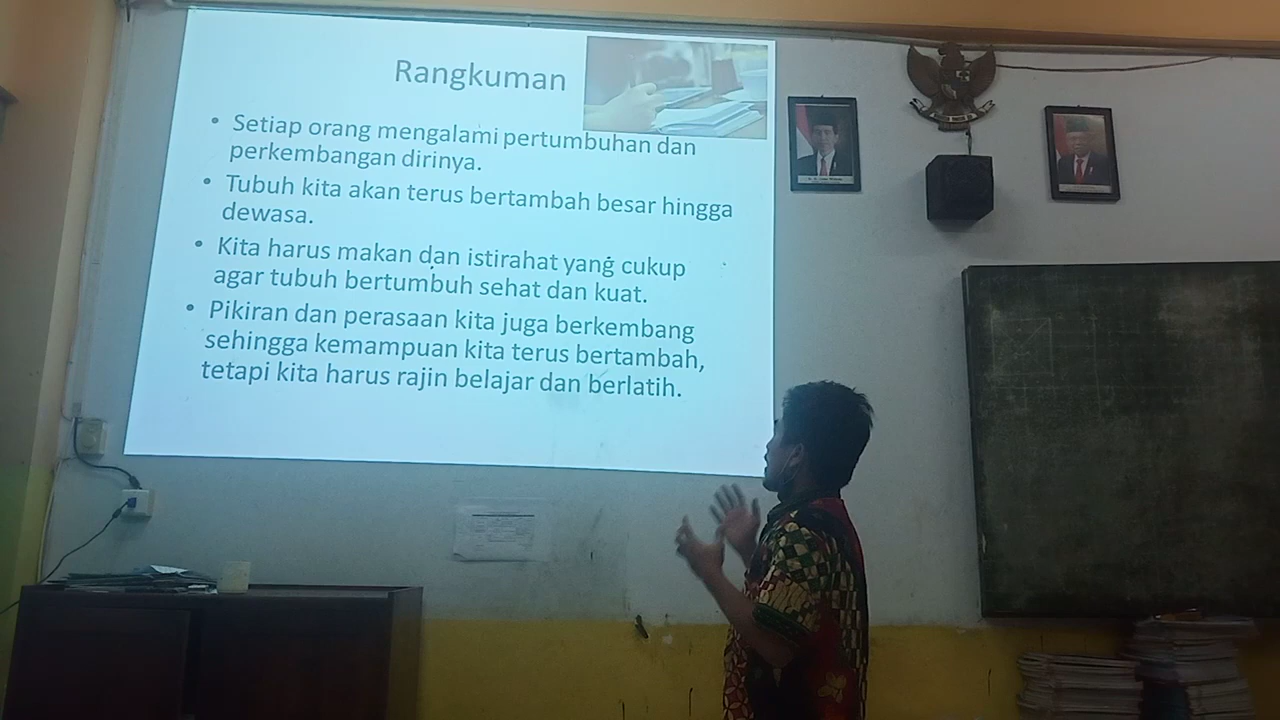 Rangkuman
• Setiap orang mengalami pertumbuhan dan
perkembangan dirinya.
• Tubuh kita akan terus bertambah besar hingga
dewasa.
• Kita harus makan dan istirahat yang cukup
agar tubuh bertumbuh sehat dan kuat.
• Pikiran dan perasaan kita juga berkembang
sehingga kemampuan kita terus bertambah,
tetapi kita harus rajin belajar dan berlatih.